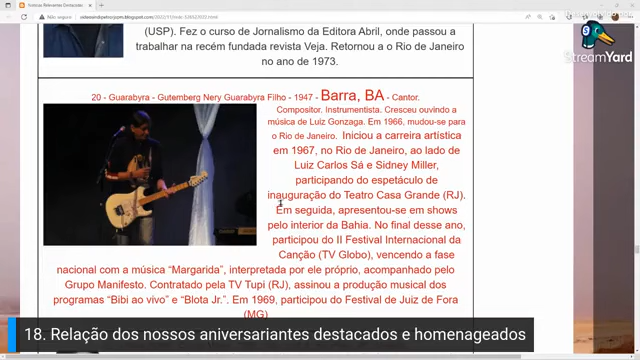 (USP). Fez o curso de Jornalismo da Editora Abril, onde passou a
trabalhar na recém fundada revista Veja. Retornou a o Rio de Janeiro
no ano de 1973.
20 - Guarabyra - Gutemberg Nery Guarabyra Filho - 1947 - Barra, BA - Cantor.
Compositor. Instrumentista. Cresceu ouvindo a
música de Luiz Gonzaga. Em 1966, mudou-se para
o Rio de Janeiro. Iniciou a carreira artística
em 1967, no Rio de Janeiro, ao lado de
Luiz Carlos Sá e Sidney Miller,
participando do espetáculo de
inauguração do Teatro Casa Grande (RJ).
Em seguida, apresentou-se em shows
pelo interior da Bahia. No final desse ano,
participou do II Festival Internacional da
Canção (TV Globo), vencendo a fase
nacional com a música “Margarida”, interpretada por ele próprio, acompanhado pelo
Grupo Manifesto. Contratado pela TV Tupi (RJ), assinou a produção musical dos
programas “Bibi ao vivo” e “Blota Jr.”. Em 1969, participou do Festival de Juiz de Fora
(MG)
StreamYard
18. Relação dos nossos aniversariantes destacados e homenageados